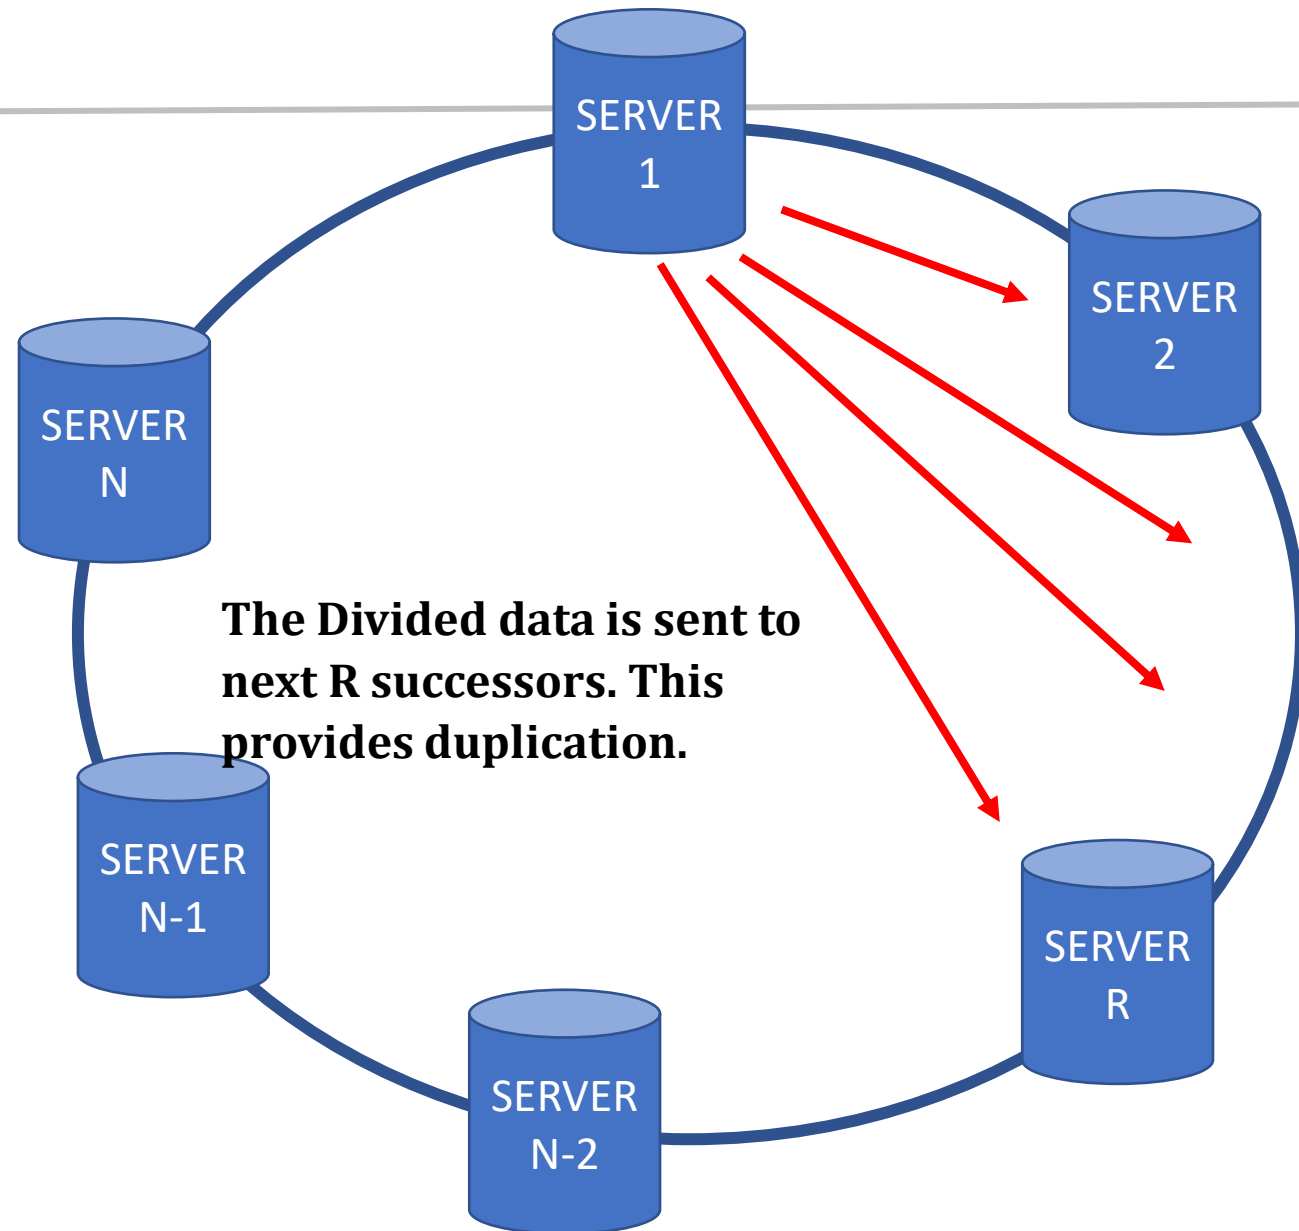 SERVER
1
SERVER
2
SERVER
N
The Divided data is sent to
next R successors. This
provides duplication.
SERVER
N-1
SERVER
R
SERVER
N-2